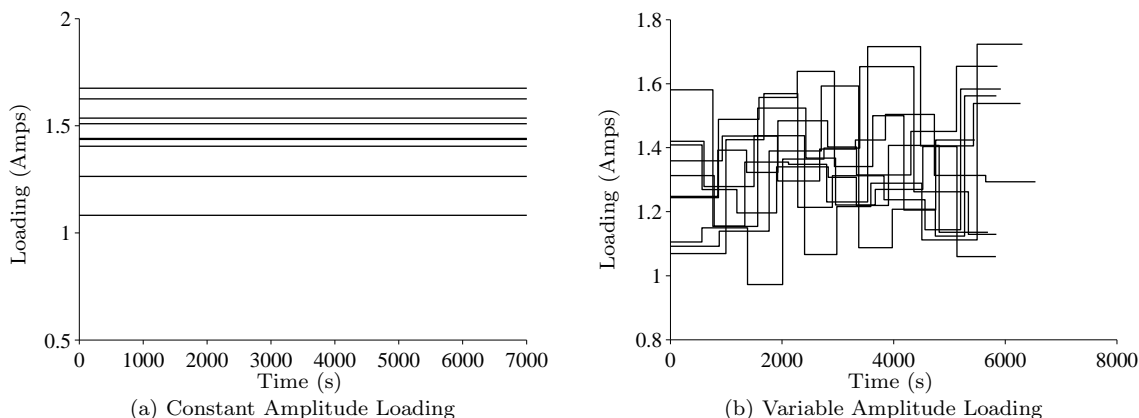 2
1.5
1
0.5
Loading (Amps)
0 1000 2000 3000 4000 5000 6000 7000
Time (s)
(a) Constant Amplitude Loading
1.8
1.6
1.4
1.2
1
0.8
Loading (Amps)
0 2000 4000 6000 8000
Time (s)
(b) Variable Amplitude Loading